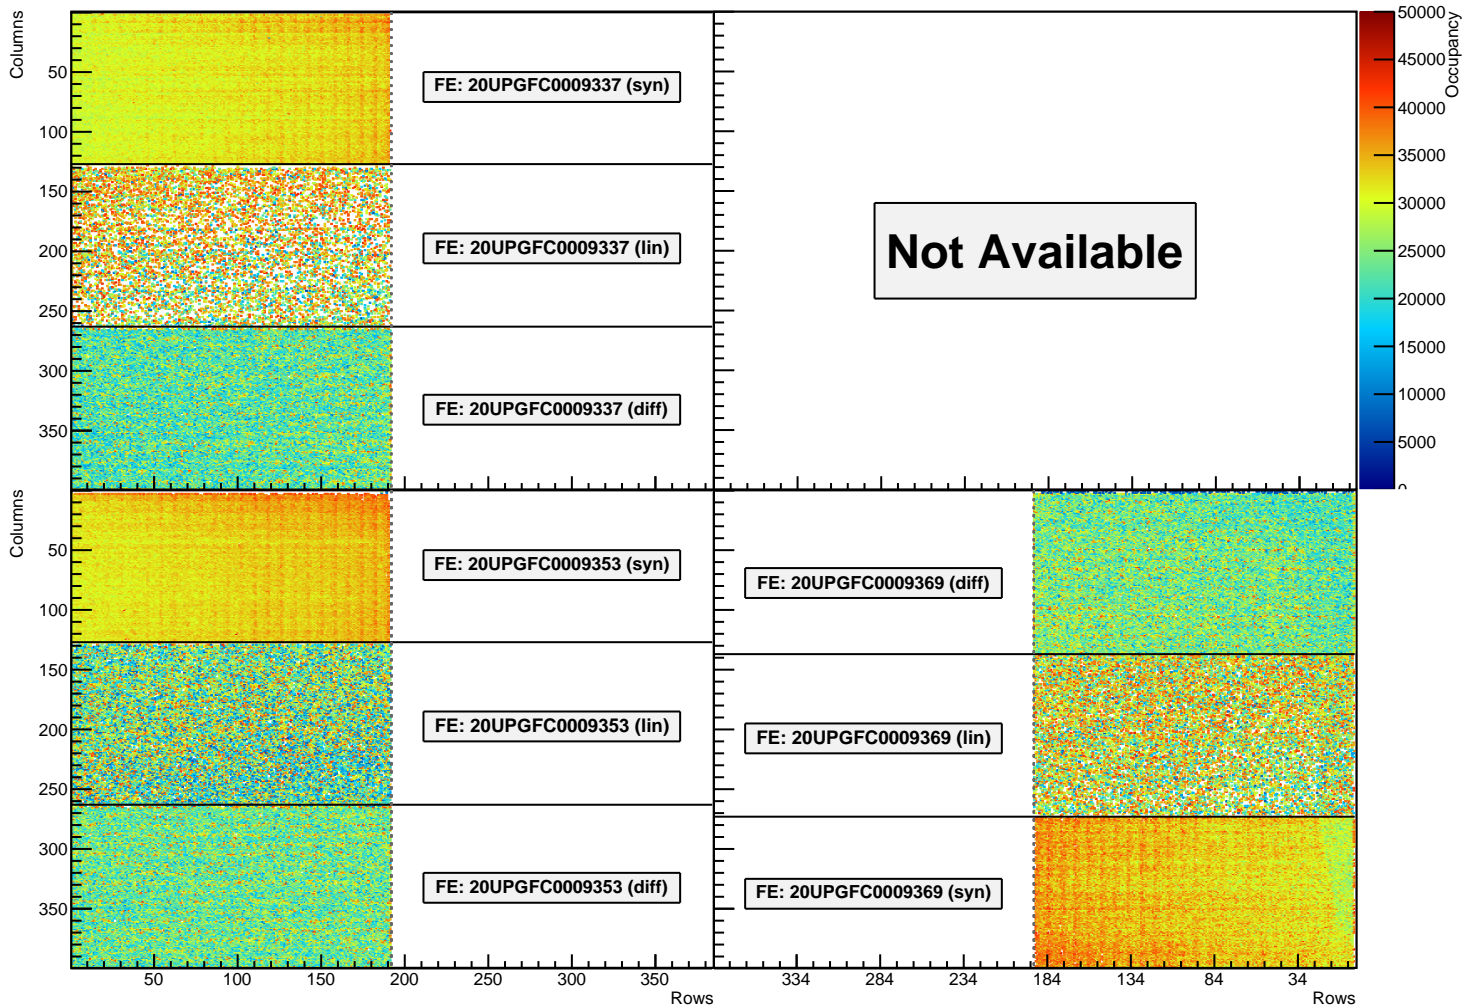 Columns
50
100
150
200
250
300
350
FE: 20UPGFC0009337 (syn)
FE: 20UPGFC0009337 (lin)
FE: 20UPGFC0009337 (diff)
Not Available
50000
45000
40000
35000
30000
25000
20000
15000
10000
5000
0
Occupancy
Columns
50
100
150
200
250
300
350
FE: 20UPGFC0009353 (syn)
FE: 20UPGFC0009353 (lin)
FE: 20UPGFC0009353 (diff)
FE: 20UPGFC0009369 (diff)
FE: 20UPGFC0009369 (lin)
FE: 20UPGFC0009369 (syn)
50 100 150 200 250 300 350
Rows
334 284 234 184 134 84 34
Rows